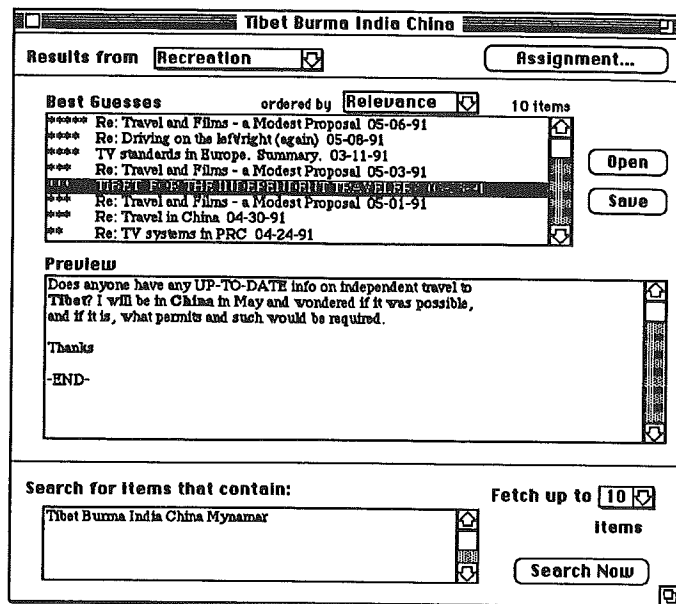 Tibet Burma India China
Results from Recreation Assignment...
Best Guesses ordered by Relevance 10 items
***** Re: Travel and Films - a Modest Proposal 05-06-91
**** Re: Driving on the left/right (again) 05-08-91
**** TV standards in Europe. Summary. 03-11-91
*** Re: Travel and Films - a Modest Proposal 05-03-91
*** TIBET FOR THE INDEPENDENT TRAVELER?
*** Re: Travel and Films - a Modest Proposal 05-01-91
*** Re: Travel in China 04-30-91
** Re: TV systems in PRC 04-24-91
Open
Save
Preview
Does anyone have any UP-TO-DATE info on independent travel to
Tibet? I will be in China in May and wondered if it was possible,
and if it is, what permits and such would be required.
Thanks
-END-
Search for items that contain:
Tibet Burma India China Mynamar
Fetch up to 10
items
Search Now